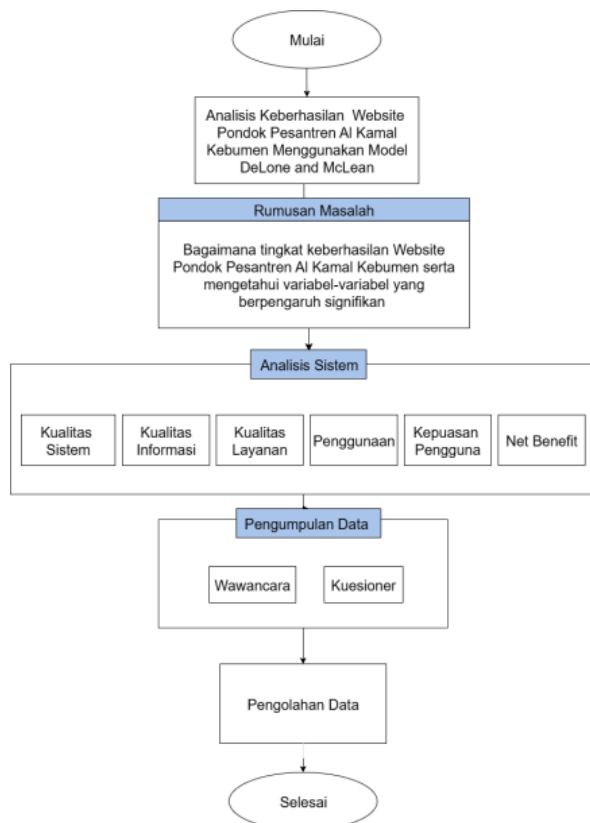 Mulai
Analisis Keberhasilan Website
Pondok Pesantren Al Kamal
Kebumen Menggunakan Model
DeLone and McLean
Rumusan Masalah
Bagaimana tingkat keberhasilan Website
Pondok Pesantren Al Kamal Kebumen serta
mengetahui variabel-variabel yang
berpengaruh signifikan
Analisis Sistem
Kualitas
Sistem
Kualitas
Informasi
Kualitas
Layanan
Penggunaan
Kepuasan
Pengguna
Net Benefit
Pengumpulan Data
Wawancara
Kuesioner
Pengolahan Data
Selesai